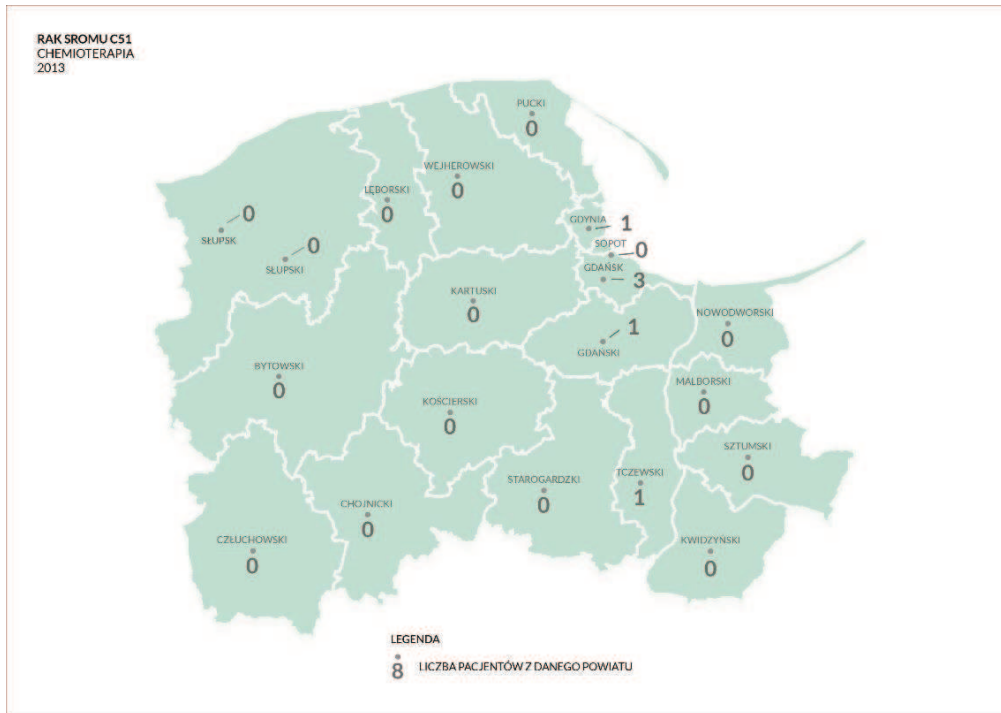 RAK SROMU C51
CHEMIOTERAPIA
2013
PUCKI
0
WEJHEROWSKI
0
LĘBORSKI
0
GDYNIA
1
SOPOT
0
GDAŃSK
3
SŁUPSK
0
SŁUPSKI
0
KARTUSKI
0
NOWODWORSKI
0
GDAŃSKI
1
BYTOWSKI
0
MALBORSKI
0
KOŚCIERSKI
0
SZTUMSKI
0
TCZEWSKI
1
STAROGARDZKI
0
CHOJNICKI
0
CZŁUCHOWSKI
0
KWIDZYŃSKI
0
LEGENDA
8 LICZBA PACJENTÓW Z DANEGO POWIATU